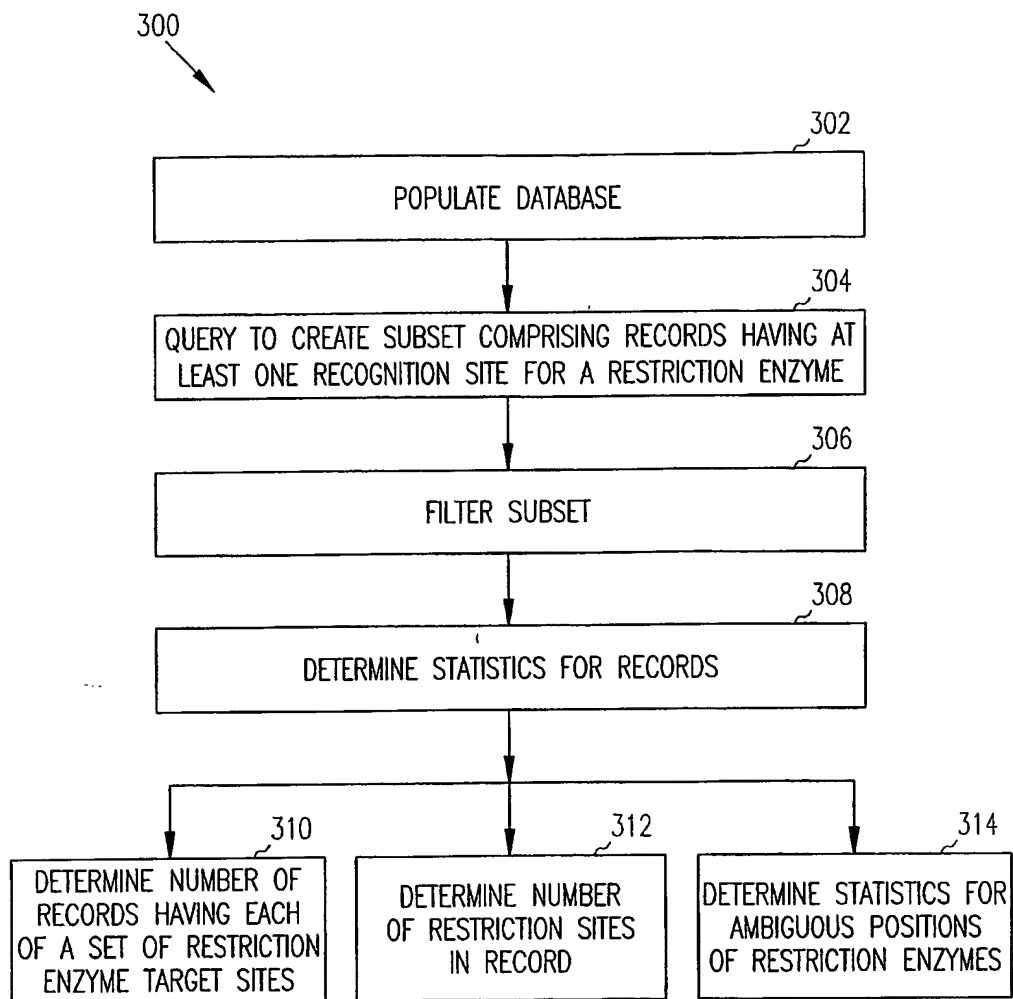 300
302
POPULATE DATABASE
304
QUERY TO CREATE SUBSET COMPRISING RECORDS HAVING AT
LEAST ONE RECOGNITION SITE FOR A RESTRICTION ENZYME
306
FILTER SUBSET
308
DETERMINE STATISTICS FOR RECORDS
310
DETERMINE NUMBER OF
RECORDS HAVING EACH
OF A SET OF RESTRICTION
ENZYME TARGET SITES
312
DETERMINE NUMBER
OF RESTRICTION SITES
IN RECORD
314
DETERMINE STATISTICS FOR
AMBIGUOUS POSITIONS
OF RESTRICTION ENZYMES